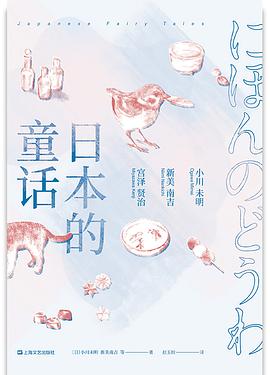 Japanese Fairy Tales
にほんのどうわ
日本的
童话
小川 未明
Ogawa Mimei
新美 南吉
Niimi Nankichi
宫泽 贤治
Miyazawa Kenji
上海文艺出版社
[日]小川未明 新美南吉 等 — 著
赵玉皎 — 译